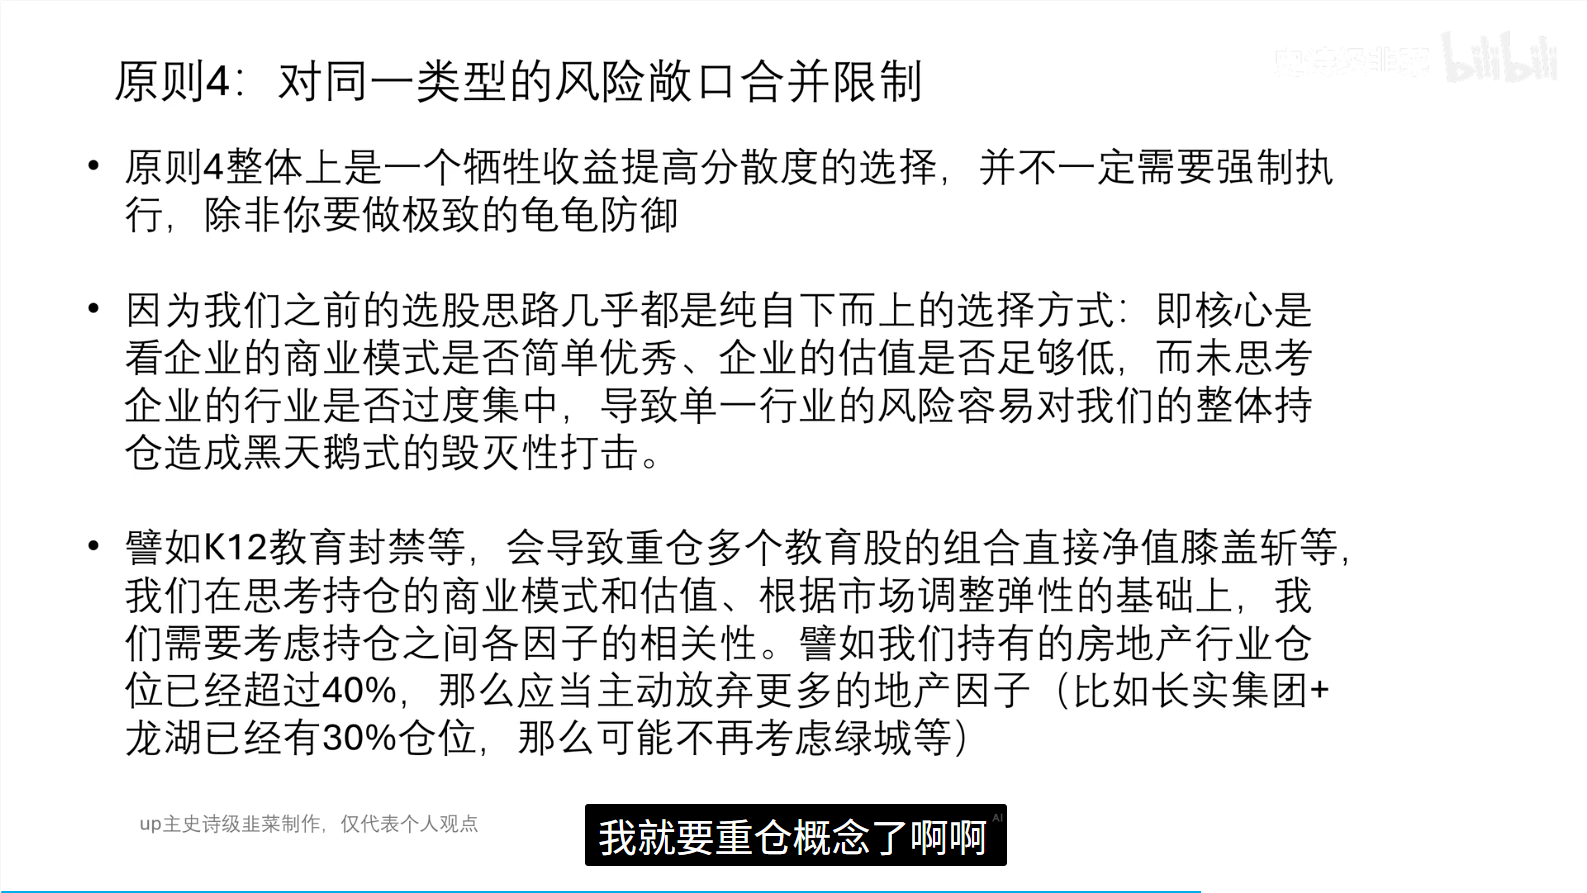 史诗级韭菜 bilibili
原则4：对同一类型的风险敞口合并限制
• 原则4整体上是一个牺牲收益提高分散度的选择，并不一定需要强制执
行，除非你要做极致的龟龟防御
• 因为我们之前的选股思路几乎都是纯自下而上的选择方式：即核心是
看企业的商业模式是否简单优秀、企业的估值是否足够低，而未思考
企业的行业是否过度集中，导致单一行业的风险容易对我们的整体持
仓造成黑天鹅式的毁灭性打击。
• 譬如K12教育封禁等，会导致重仓多个教育股的组合直接净值膝盖斩等，
我们在思考持仓的商业模式和估值、根据市场调整弹性的基础上，我
们需要考虑持仓之间各因子的相关性。譬如我们持有的房地产行业仓
位已经超过40%，那么应当主动放弃更多的地产因子（比如长实集团+
龙湖已经有30%仓位，那么可能不再考虑绿城等）
up主史诗级韭菜制作，仅代表个人观点
我就要重仓概念了啊啊
AI